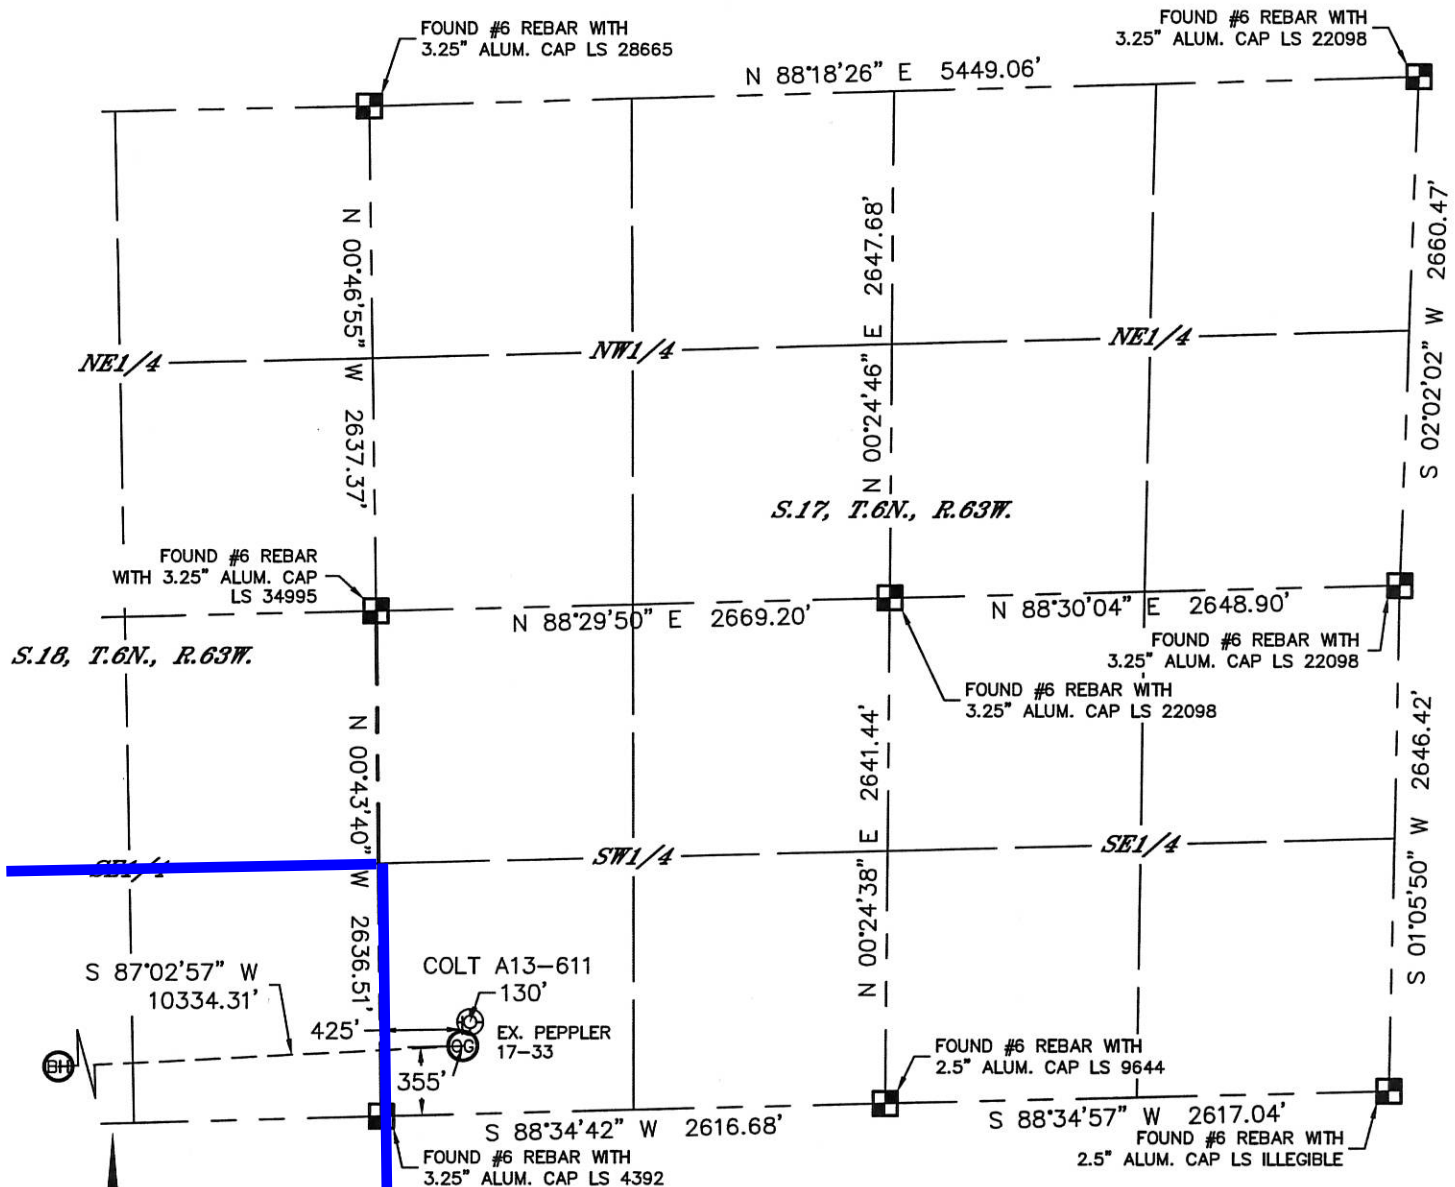 FOUND #6 REBAR WITH
3.25" ALUM. CAP LS 28665
FOUND #6 REBAR WITH
3.25" ALUM. CAP LS 22098
N 88°18'26" E 5449.06'
N 00°46'55" W 2637.37'
N 00°24'46" E 2647.68'
S 02°02'02" W 2660.47'
NE1/4
NW1/4
NE1/4
S.17, T.6N., R.63W.
FOUND #6 REBAR
WITH 3.25" ALUM. CAP
LS 34995
N 88°29'50" E 2669.20'
N 88°30'04" E 2648.90'
FOUND #6 REBAR WITH
3.25" ALUM. CAP LS 22098
S.18, T.6N., R.63W.
FOUND #6 REBAR WITH
3.25" ALUM. CAP LS 22098
N 00°43'40" W 2636.51'
N 00°24'38" E 2641.44'
S 01°05'50" W 2646.42'
SE1/4
SW1/4
SE1/4
S 87°02'57" W
10334.31'
COLT A13-611
130'
425'
EX. PEPPLER
17-33
OG
BH
355'
FOUND #6 REBAR WITH
2.5" ALUM. CAP LS 9644
S 88°34'42" W 2616.68'
S 88°34'57" W 2617.04'
FOUND #6 REBAR WITH
2.5" ALUM. CAP LS ILLEGIBLE
FOUND #6 REBAR WITH
3.25" ALUM. CAP LS 4392